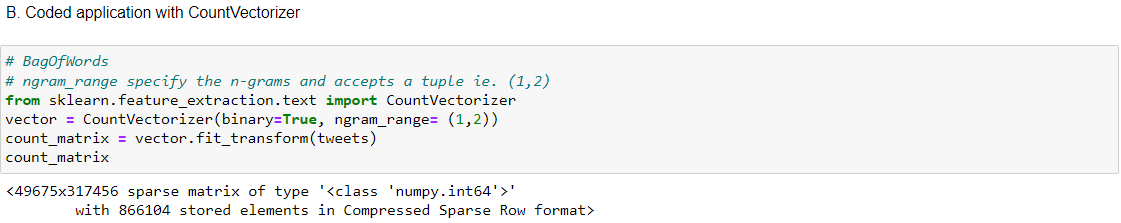 B. Coded application with CountVectorizer
# BagOfWords
# ngram_range specify the n-grams and accepts a tuple ie. (1,2)
from sklearn.feature_extraction.text import CountVectorizer
vector = CountVectorizer(binary=True, ngram_range= (1,2))
count_matrix = vector.fit_transform(tweets)
count_matrix
<49675x317456 sparse matrix of type '<class 'numpy.int64'>'
        with 866104 stored elements in Compressed Sparse Row format>